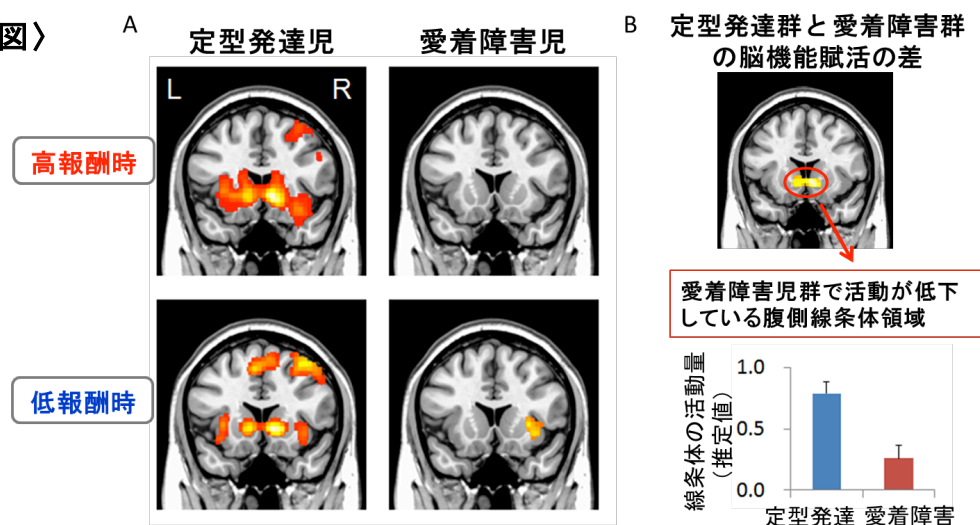 図〉
A
定型発達児
愛着障害児
L
R
高報酬時
低報酬時
B
定型発達群と愛着障害群
の脳機能賦活の差
愛着障害児群で活動が低下
している腹側線条体領域
線条体の活動量
（推定値）
1.0
0.5
0.0
定型発達
愛着障害